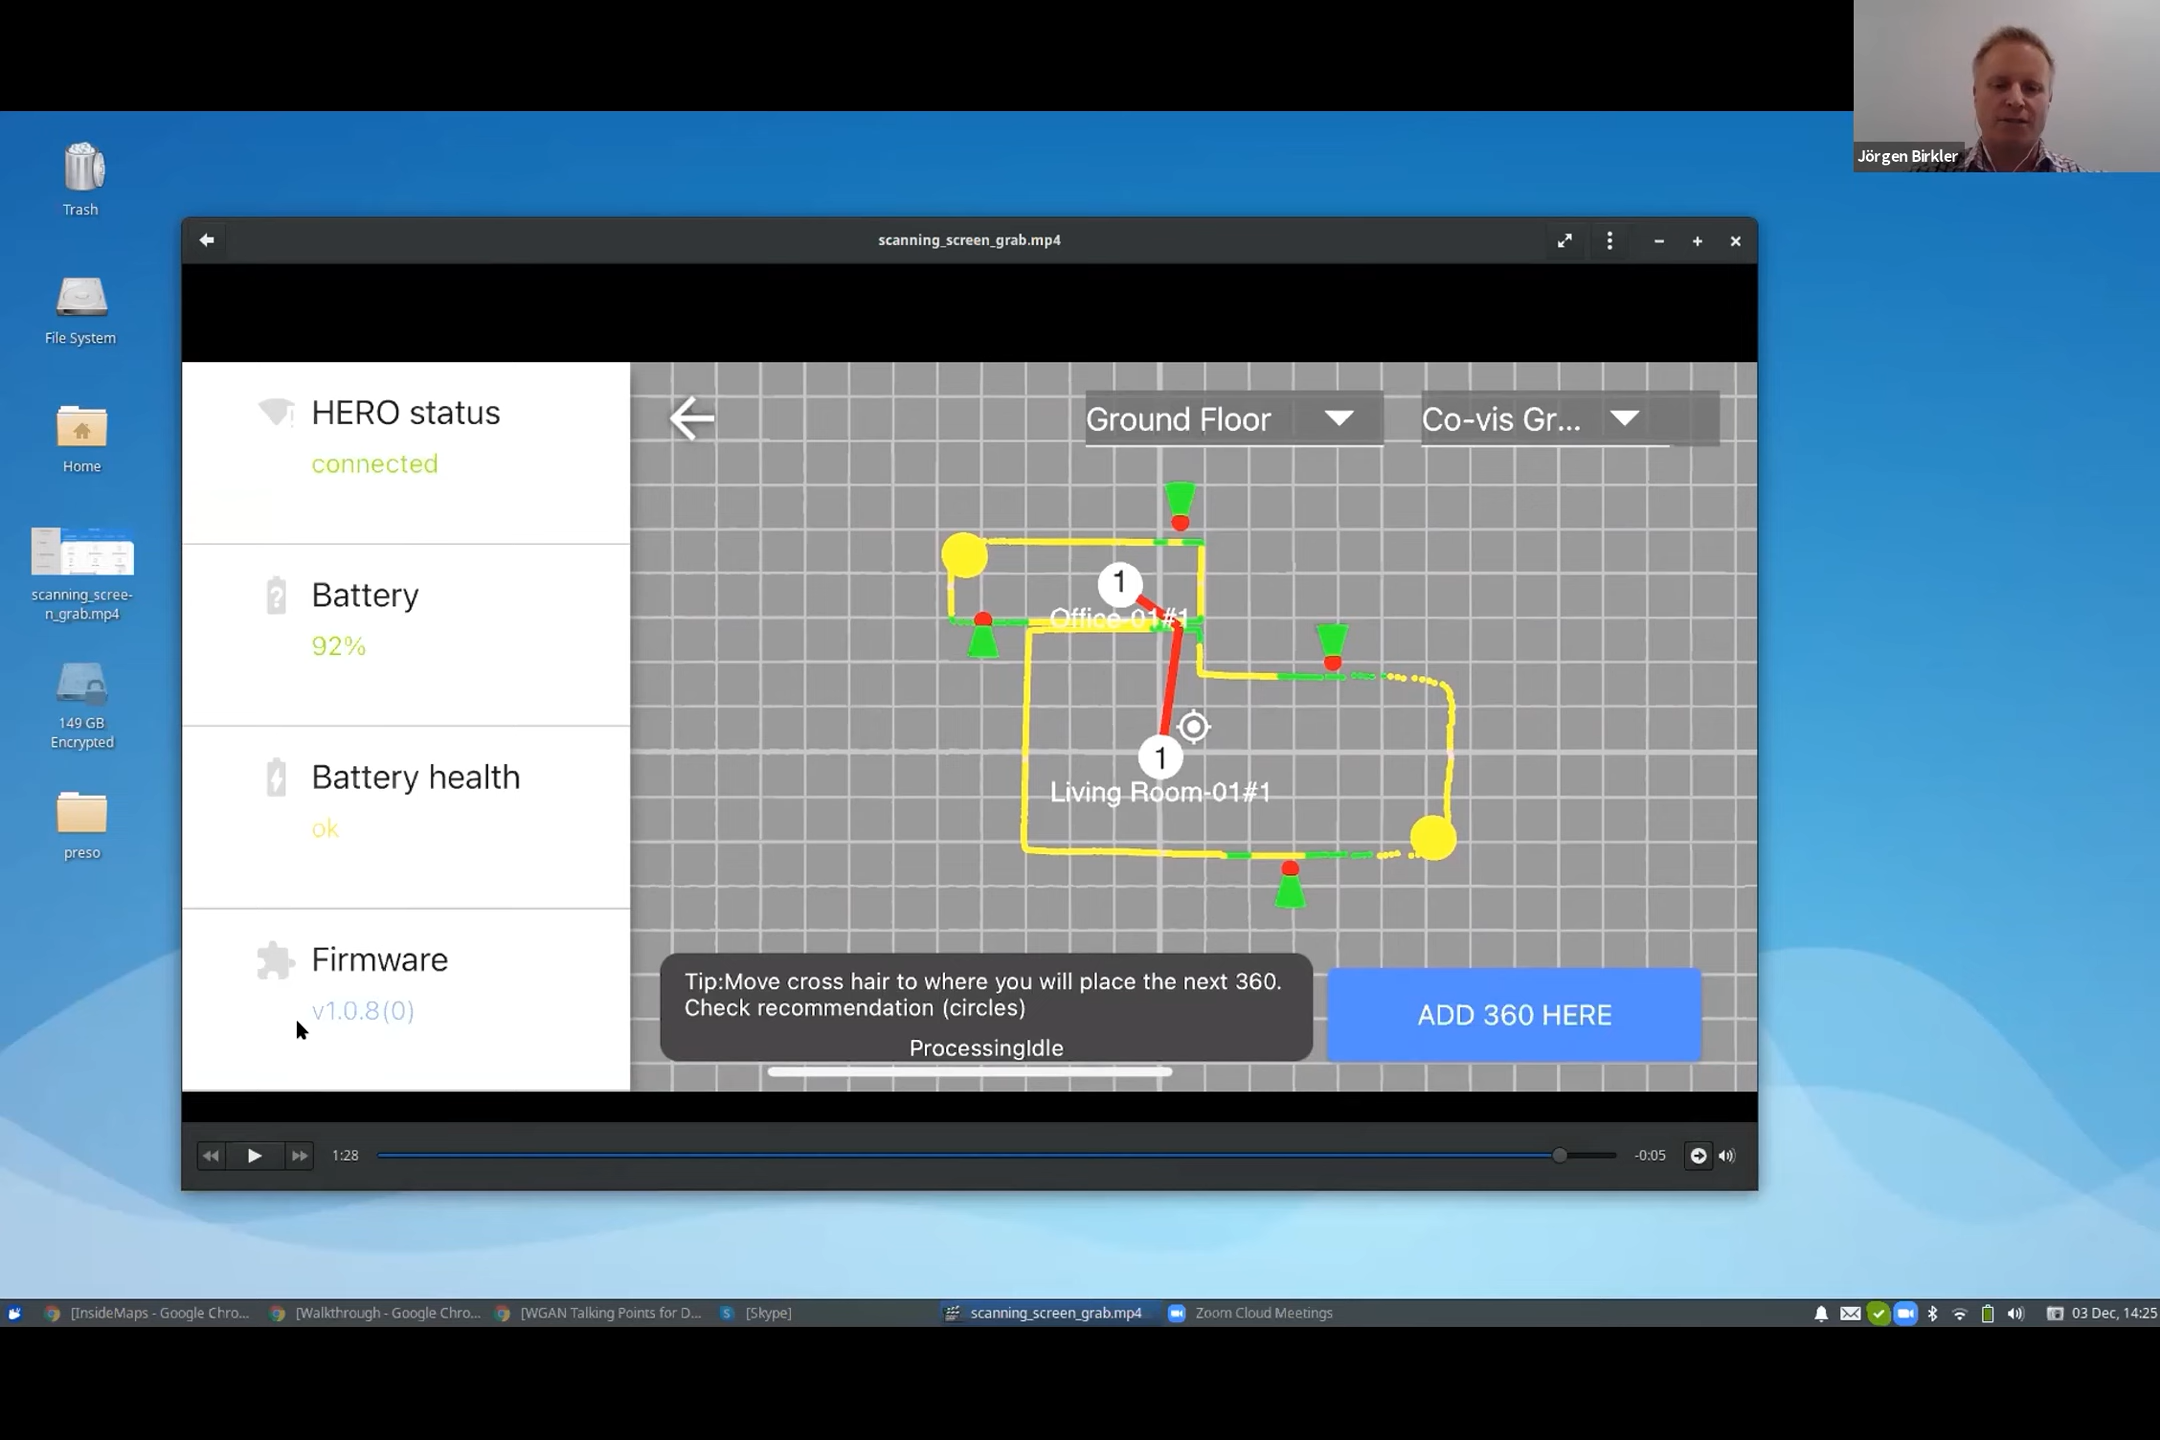 Jörgen Birkler
Trash
File System
Home
scanning_scree-
n_grab.mp4
149 GB
Encrypted
preso
scanning_screen_grab.mp4
HERO status
connected
Battery
92%
Battery health
ok
Firmware
v1.0.8(0)
Ground Floor
Co-vis Gr...
1
Office-01#1
1
Living Room-01#1
Tip:Move cross hair to where you will place the next 360.
Check recommendation (circles)
ProcessingIdle
ADD 360 HERE
1:28
-0:05
[InsideMaps - Google Chro...
[Walkthrough - Google Chro...
[WGAN Talking Points for D...
[Skype]
scanning_screen_grab.mp4
Zoom Cloud Meetings
03 Dec, 14:25